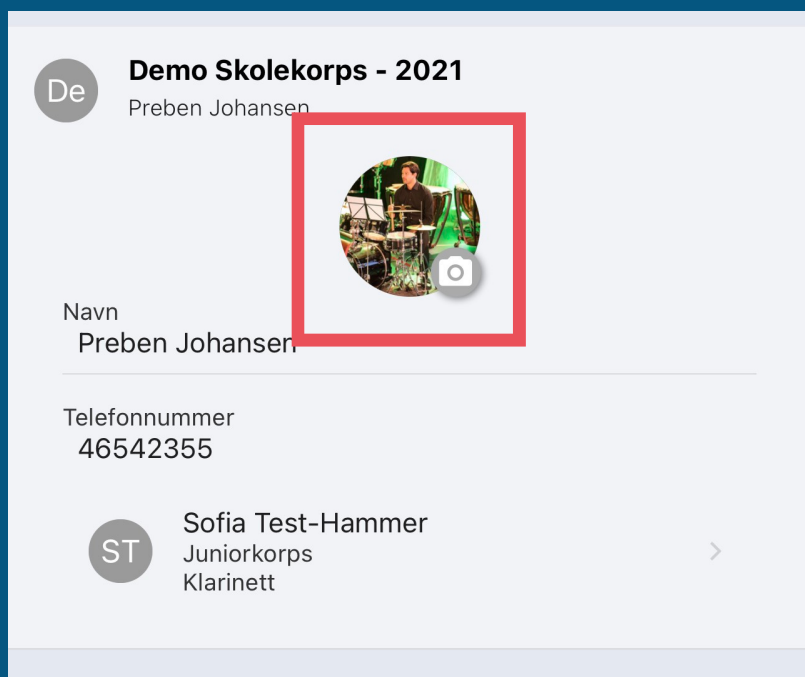 De
Demo Skolekorps - 2021
Preben Johansen
Navn
Preben Johansen
Telefonnummer
46542355
ST
Sofia Test-Hammer
Juniorkorps
Klarinett